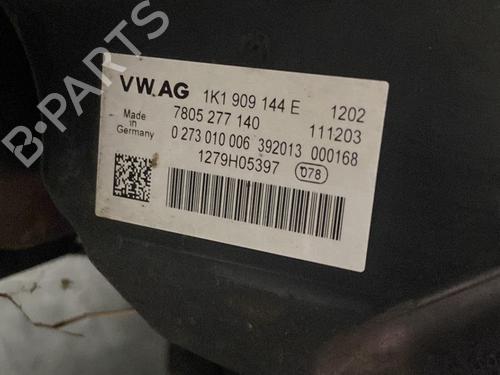 B-PARTS
VW.AG 1K1 909 144 E 1202
Made in Germany 7805 277 140 111203
0 273 010 006 392013 000168
1279H05397 078